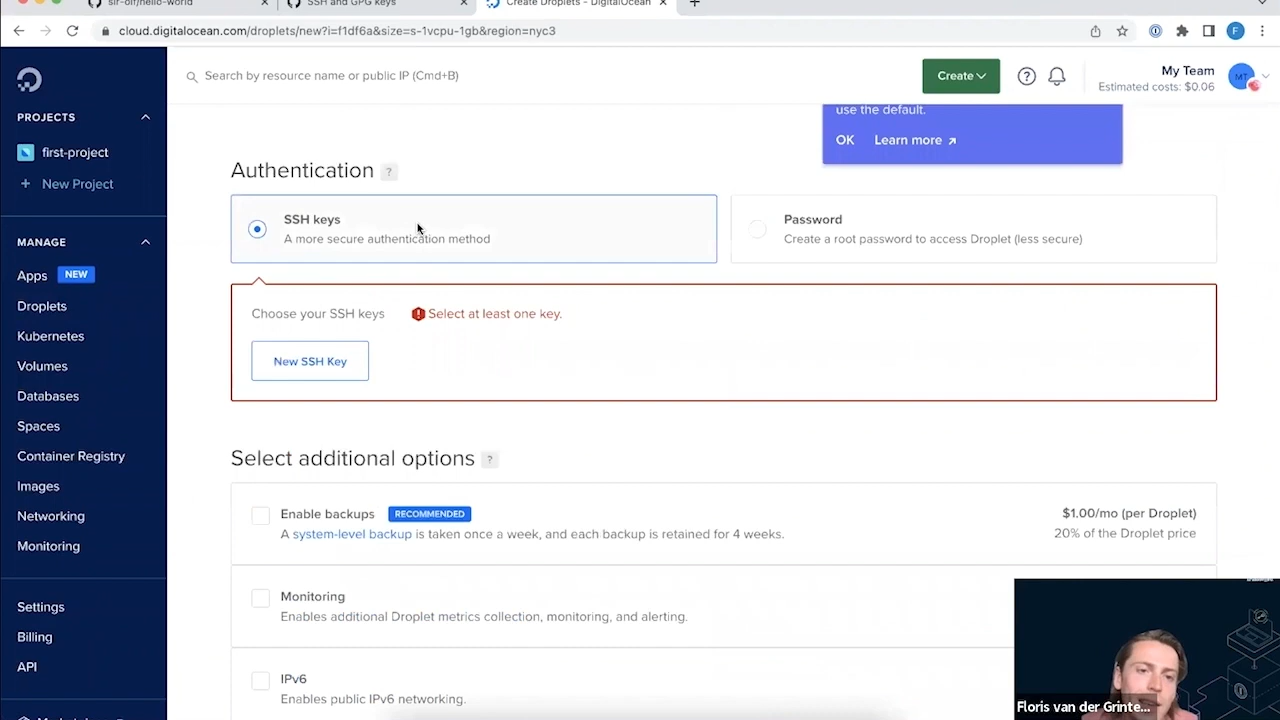 sir-olf/hello-world
SSH and GPG keys
Create Droplets - DigitalOcean
cloud.digitalocean.com/droplets/new?i=f1df6a&size=s-1vcpu-1gb&region=nyc3
F
Search by resource name or public IP (Cmd+B)
Create
My Team
Estimated costs: $0.06
MT
PROJECTS
first-project
+ New Project
MANAGE
Apps NEW
Droplets
Kubernetes
Volumes
Databases
Spaces
Container Registry
Images
Networking
Monitoring
Settings
Billing
API
use the default.
OK Learn more
Authentication ?
SSH keys
A more secure authentication method
Password
Create a root password to access Droplet (less secure)
Choose your SSH keys
Select at least one key.
New SSH Key
Select additional options ?
Enable backups RECOMMENDED
A system-level backup is taken once a week, and each backup is retained for 4 weeks.
$1.00/mo (per Droplet)
20% of the Droplet price
Monitoring
Enables additional Droplet metrics collection, monitoring, and alerting.
IPv6
Enables public IPv6 networking.
Floris van der Grinte...